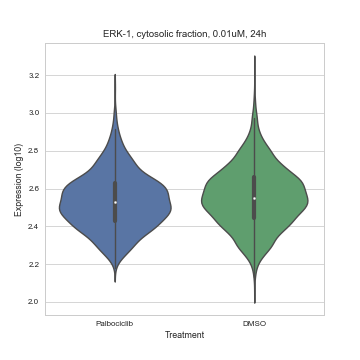 ERK-1, cytosolic fraction, 0.01uM, 24h
3.2
3.0
2.8
2.6
2.4
2.2
2.0
Expression (log10)
Palbociclib DMSO
Treatment